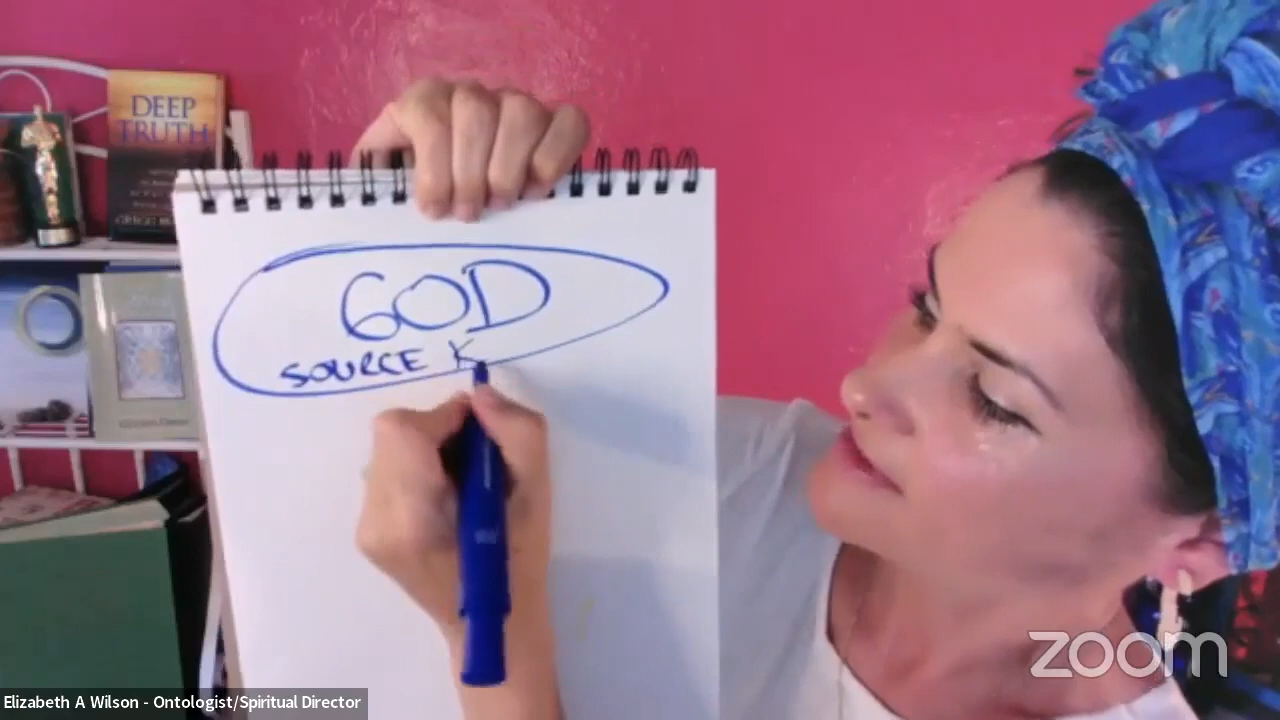 DEEP
TRUTH
GOD
SOURCE K
zoom
Elizabeth A Wilson - Ontologist/Spiritual Director